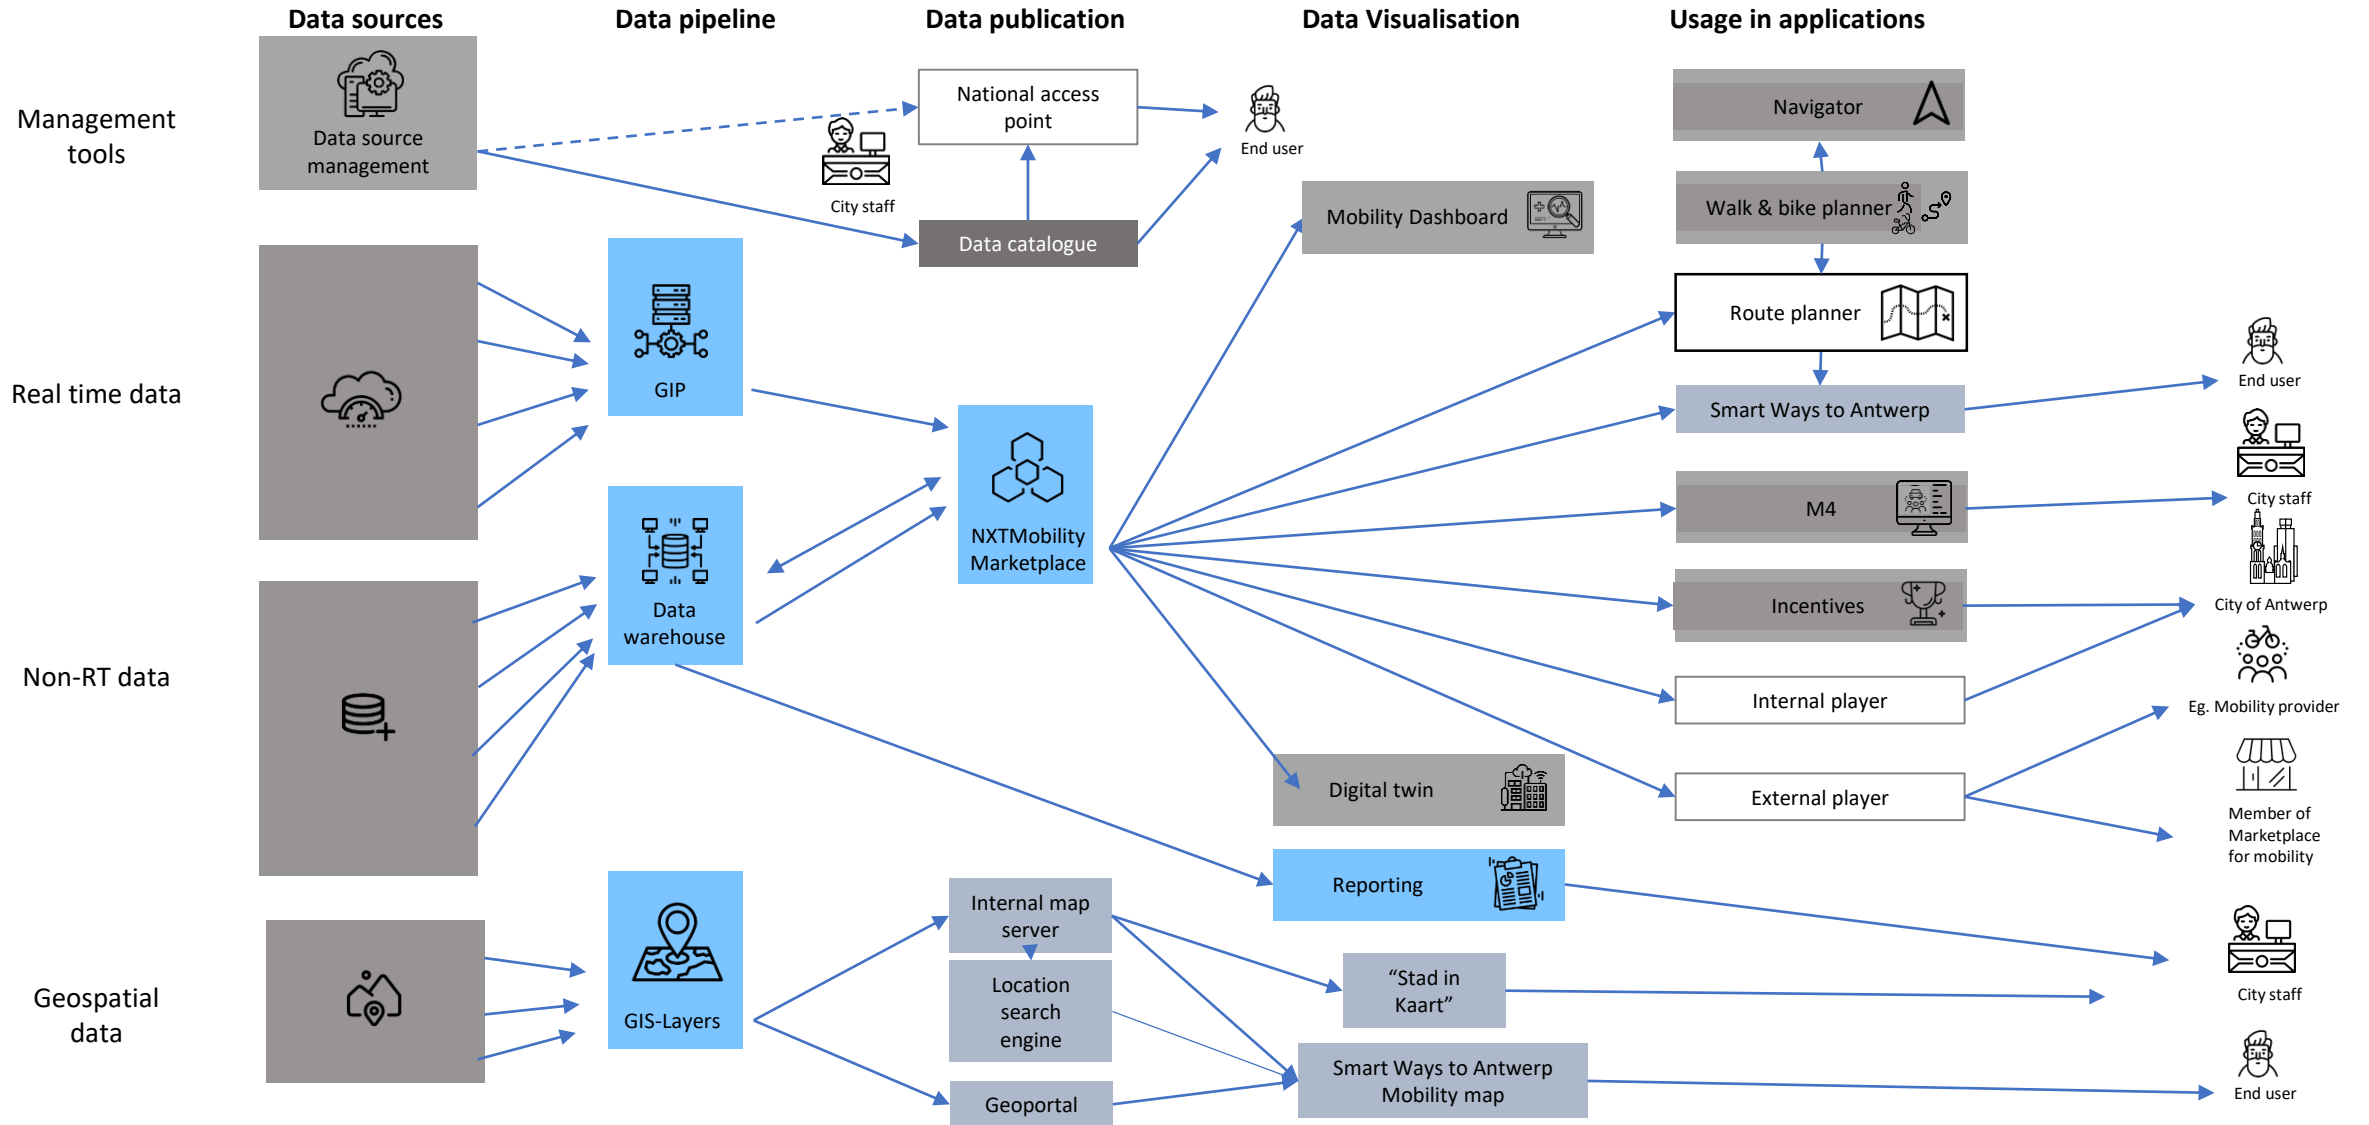 Data sources
Data pipeline
Data publication
Data Visualisation
Usage in applications
Management
tools
Data source
management
City staff
National access
point
Data catalogue
End user
Mobility Dashboard
Navigator
Walk & bike planner
Route planner
Smart Ways to Antwerp
End user
Real time data
GIP
NXTMobility
Marketplace
M4
City staff
Incentives
City of Antwerp
Non-RT data
Data
warehouse
Internal player
Eg. Mobility provider
Digital twin
External player
Member of
Marketplace
for mobility
Reporting
Geospatial
data
GIS-Layers
Internal map
server
Location
search
engine
Geoportal
“Stad in
Kaart”
City staff
Smart Ways to Antwerp
Mobility map
End user